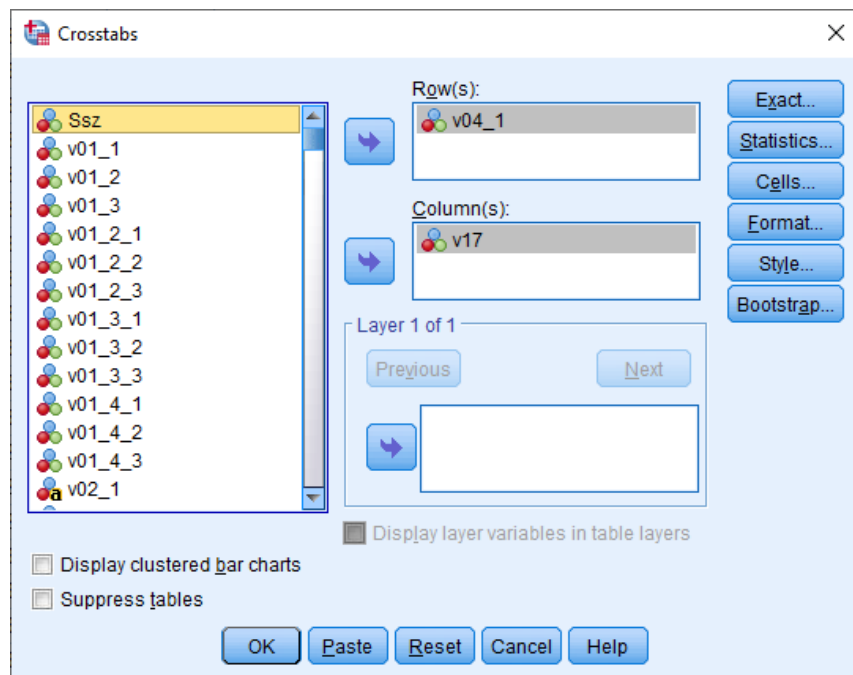 Crosstabs
Ssz
v01_1
v01_2
v01_3
v01_2_1
v01_2_2
v01_2_3
v01_3_1
v01_3_2
v01_3_3
v01_4_1
v01_4_2
v01_4_3
v02_1
Row(s):
v04_1
Column(s):
v17
Layer 1 of 1
Previous Next
Display layer variables in table layers
Exact...
Statistics...
Cells...
Format...
Style...
Bootstrap...
Display clustered bar charts
Suppress tables
OK Paste Reset Cancel Help